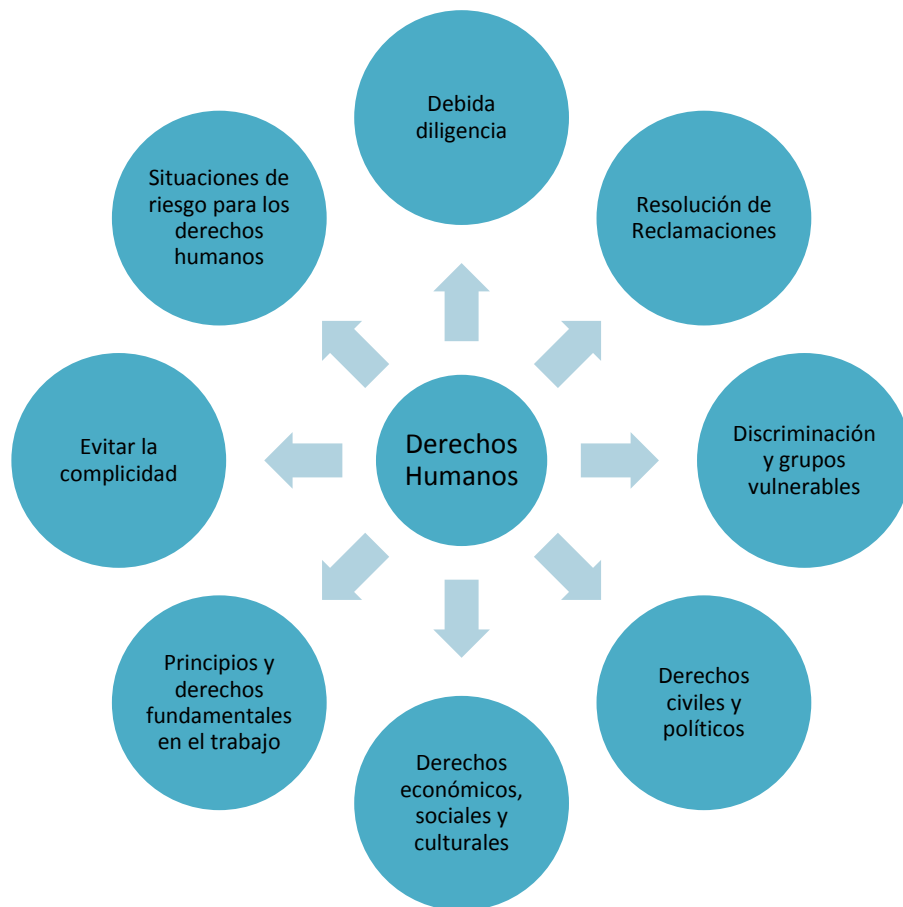 Debida
diligencia
Situaciones de
riesgo para los
derechos
humanos
Resolución de
Reclamaciones
Evitar la
complicidad
Derechos
Humanos
Discriminación
y grupos
vulnerables
Principios y
derechos
fundamentales
en el trabajo
Derechos
civiles y
políticos
Derechos
económicos,
sociales y
culturales